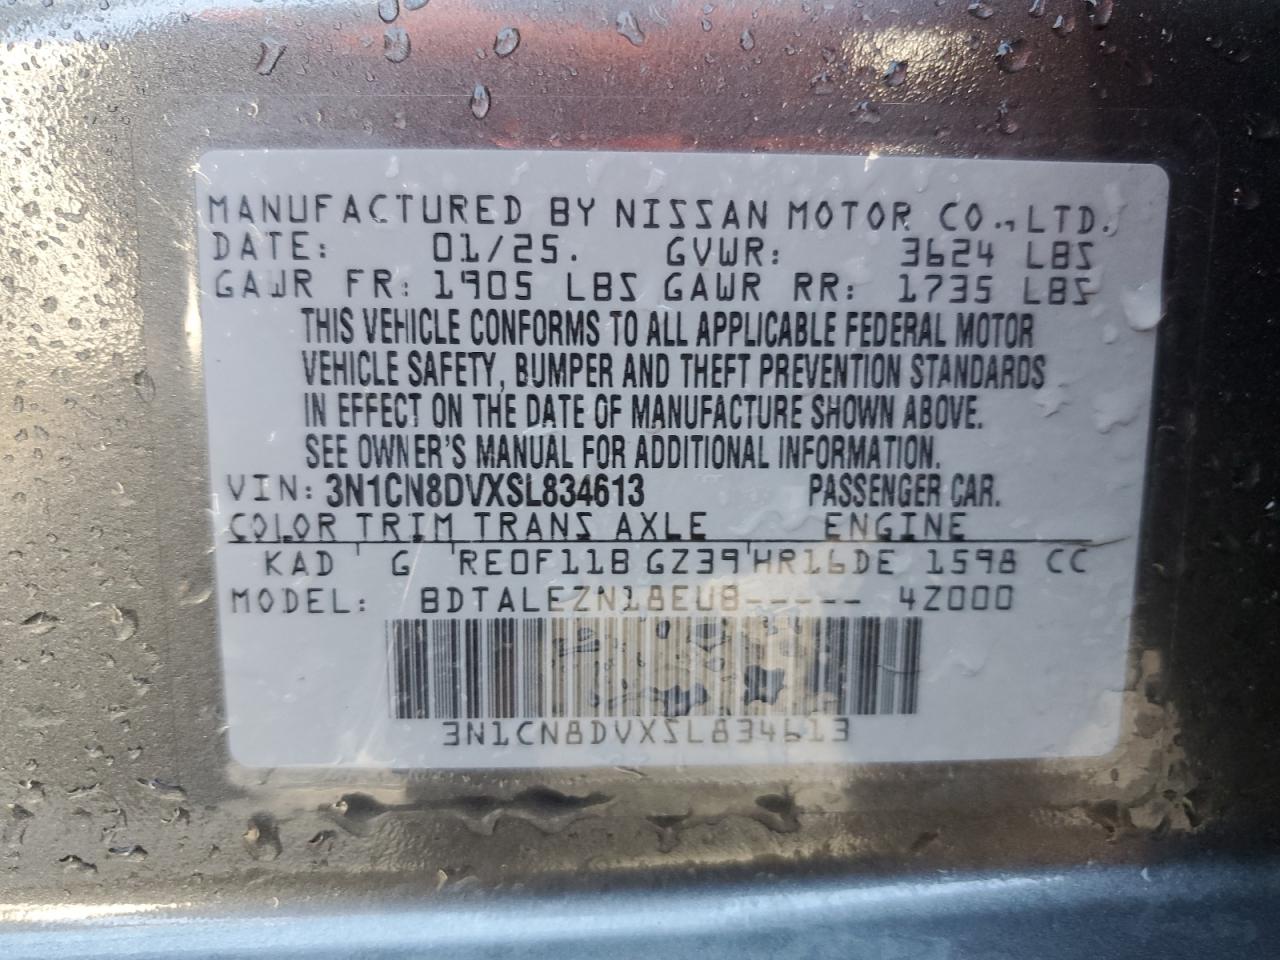 MANUFACTURED BY NISSAN MOTOR CO., LTD.
DATE: 01/25. GVWR: 3624 LBS
GAWR FR: 1905 LBS GAWR RR: 1735 LBS
THIS VEHICLE CONFORMS TO ALL APPLICABLE FEDERAL MOTOR
VEHICLE SAFETY, BUMPER AND THEFT PREVENTION STANDARDS
IN EFFECT ON THE DATE OF MANUFACTURE SHOWN ABOVE.
SEE OWNER'S MANUAL FOR ADDITIONAL INFORMATION.
VIN: 3N1CN8DVXSL834613 PASSENGER CAR.
COLOR TRIM TRANS AXLE ENGINE
KAD G RE0F11B GZ39 HR16DE 1598 CC
MODEL: BDTALEZN18EU8----- 4Z000
3N1CN8DVXSL834613